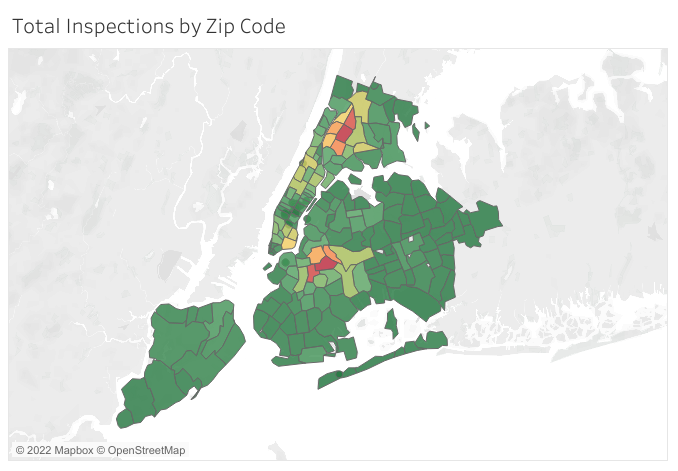 Total Inspections by Zip Code
© 2022 Mapbox © OpenStreetMap